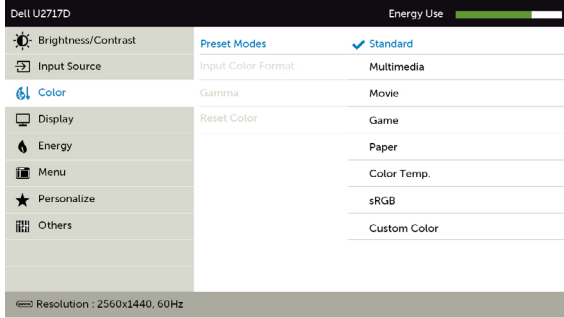 Dell U2717D
Energy Use
Brightness/Contrast
Input Source
Color
Display
Energy
Menu
Personalize
Others
Preset Modes
Input Color Format
Gamma
Reset Color
Standard
Multimedia
Movie
Game
Paper
Color Temp.
sRGB
Custom Color
Resolution : 2560x1440, 60Hz